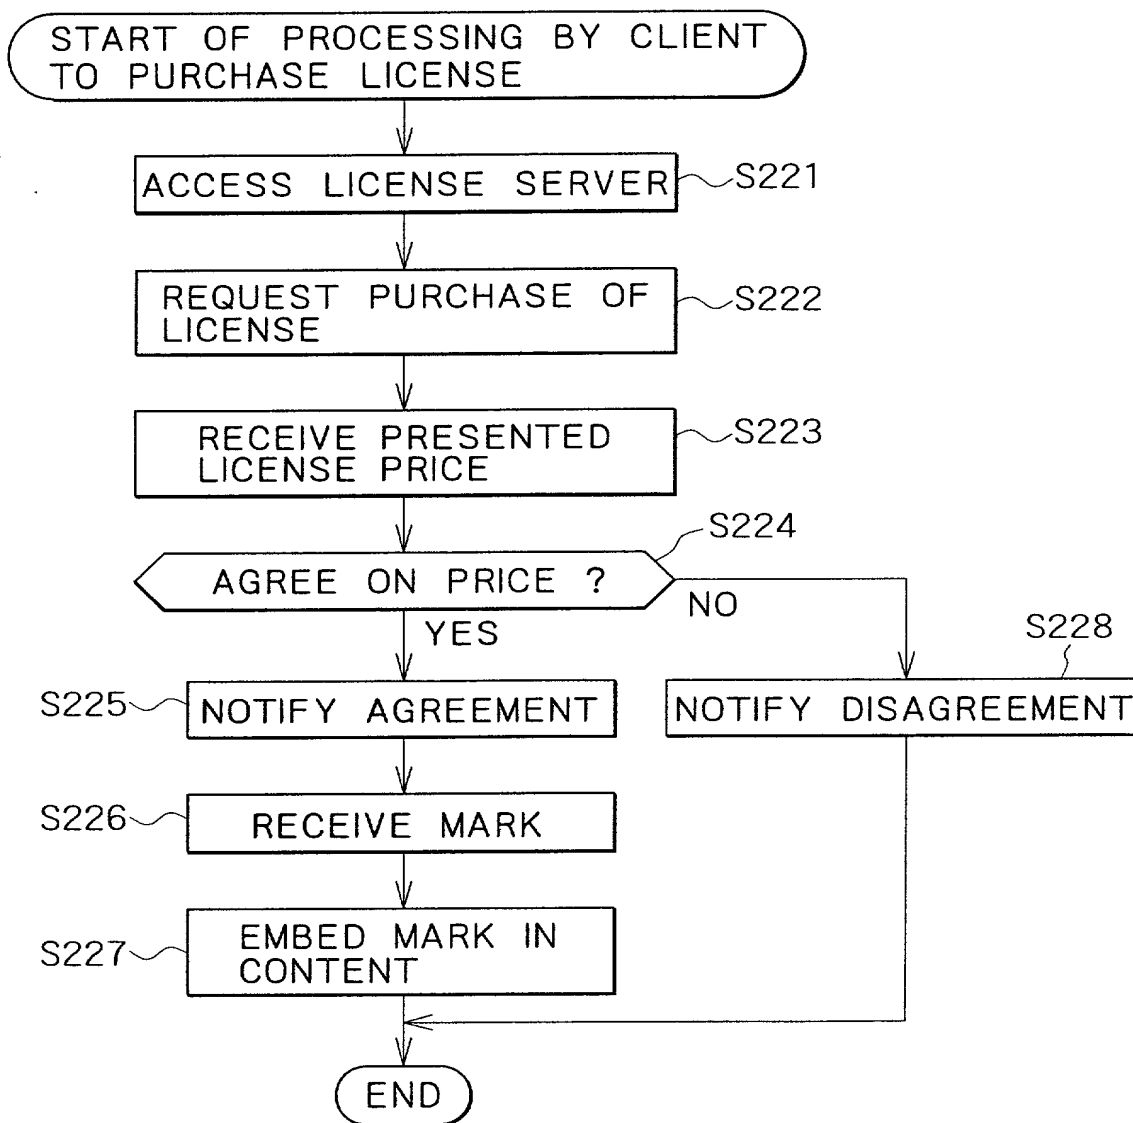 START OF PROCESSING BY CLIENT
TO PURCHASE LICENSE
ACCESS LICENSE SERVER
S221
REQUEST PURCHASE OF
LICENSE
S222
RECEIVE PRESENTED
LICENSE PRICE
S223
S224
AGREE ON PRICE ?
NO
YES
S228
S225
NOTIFY AGREEMENT
NOTIFY DISAGREEMENT
S226
RECEIVE MARK
S227
EMBED MARK IN
CONTENT
END